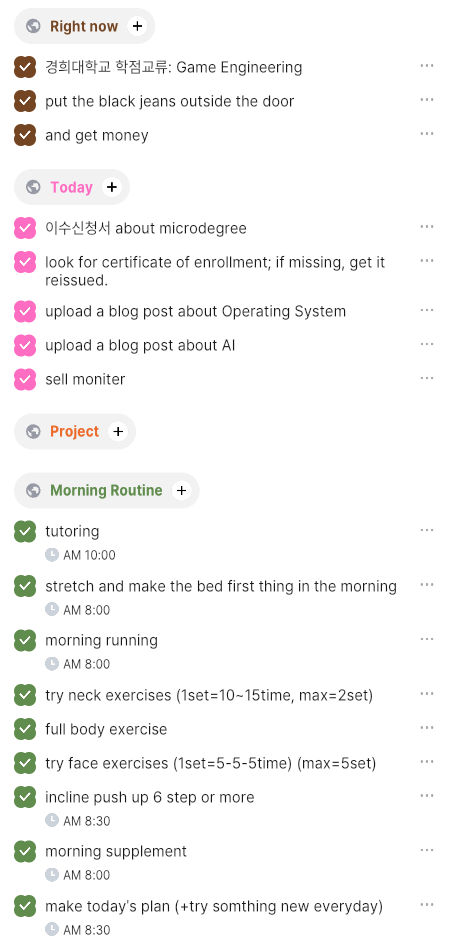 Right now +
경희대학교 학점교류: Game Engineering
put the black jeans outside the door
and get money
Today +
이수신청서 about microdegree
look for certificate of enrollment; if missing, get it
reissued.
upload a blog post about Operating System
upload a blog post about AI
sell moniter
Project +
Morning Routine +
tutoring
AM 10:00
stretch and make the bed first thing in the morning
AM 8:00
morning running
AM 8:00
try neck exercises (1set=10~15time, max=2set)
full body exercise
try face exercises (1set=5-5-5time) (max=5set)
incline push up 6 step or more
AM 8:30
morning supplement
AM 8:00
make today's plan (+try somthing new everyday)
AM 8:30